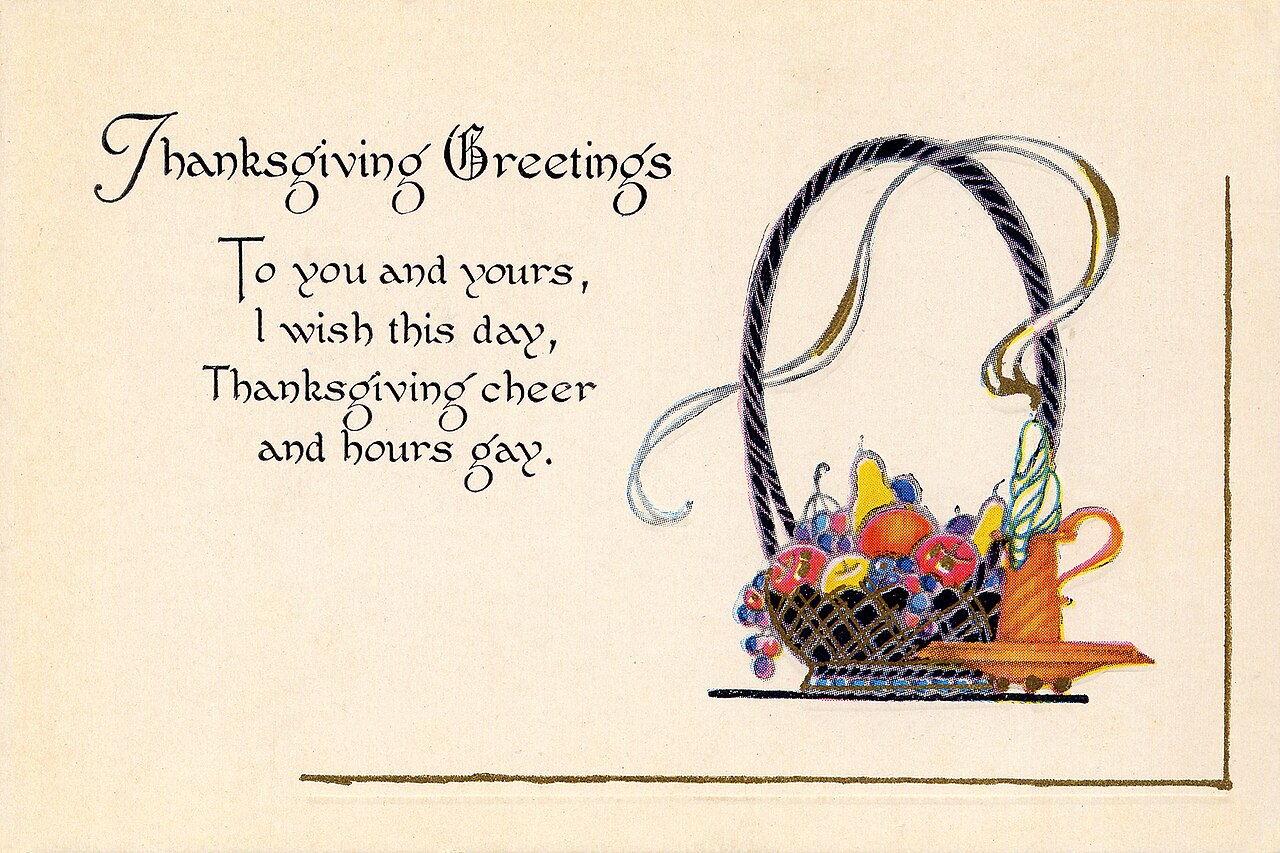 Thanksgiving Greetings
To you and yours,
I wish this day,
Thanksgiving cheer
and hours gay.